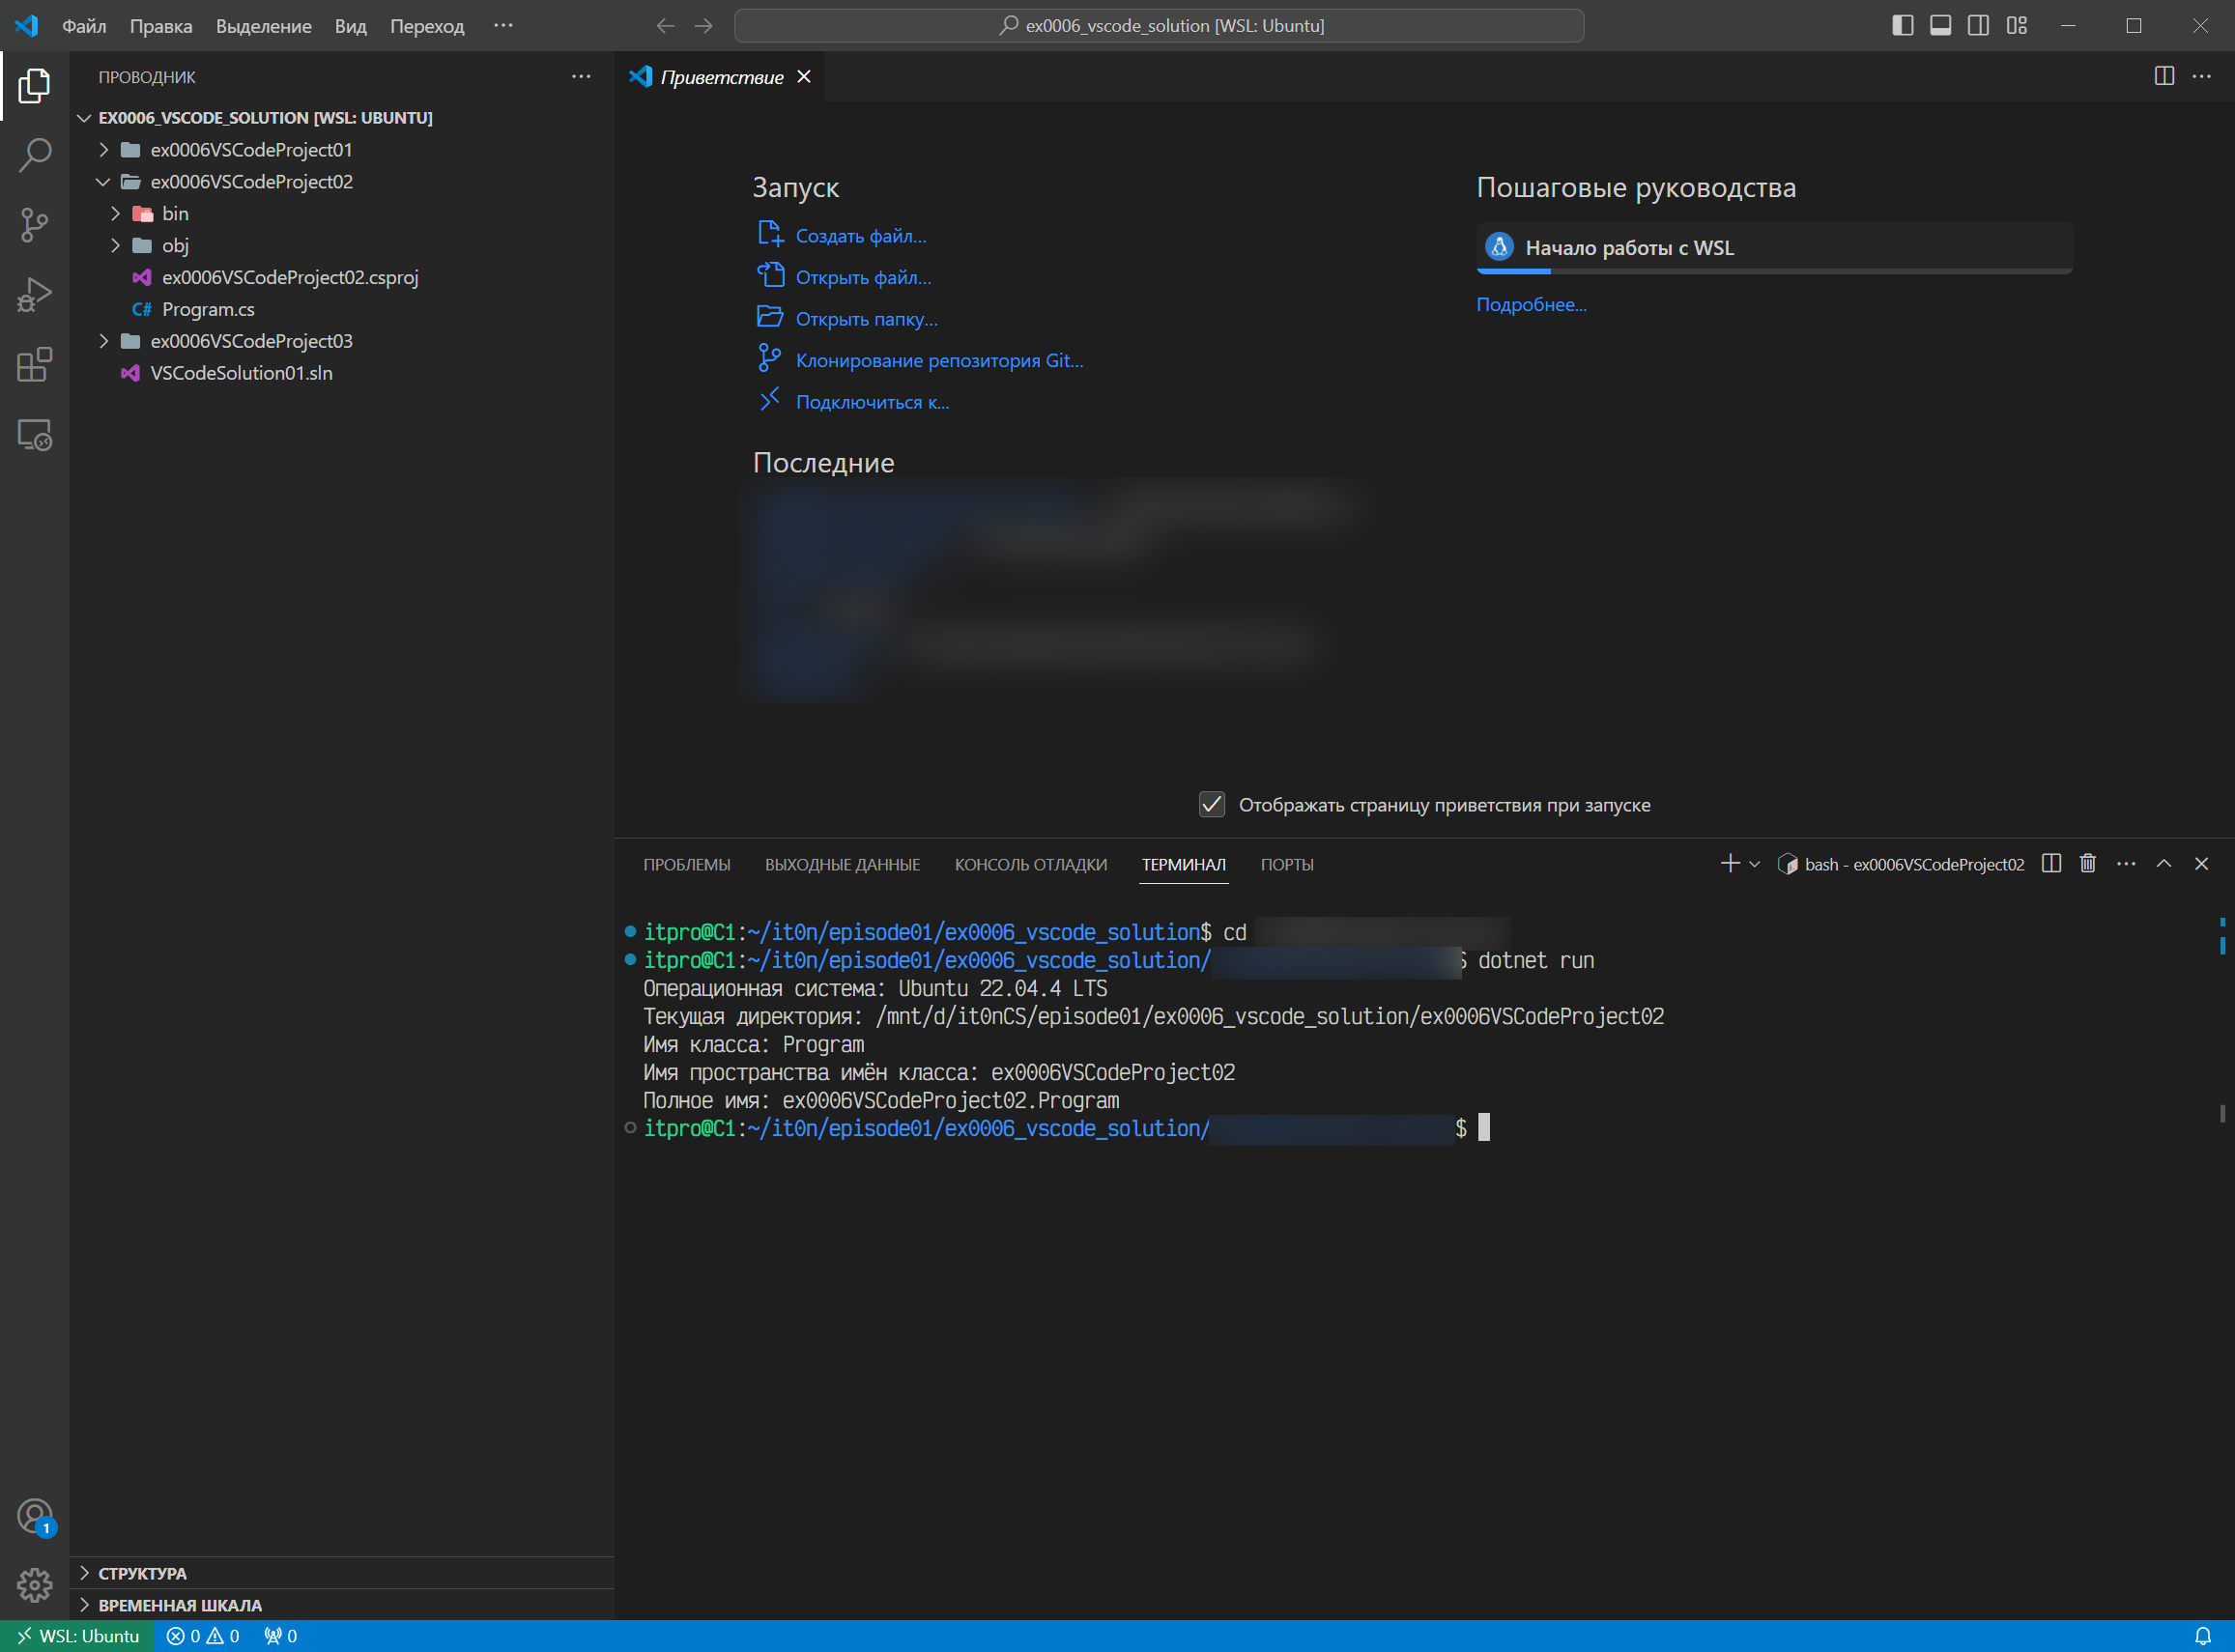 Файл Правка Выделение Вид Переход ... ex0006_vscode_solution [WSL: Ubuntu]
ПРОВОДНИК
EX0006_VSCODE_SOLUTION [WSL: UBUNTU]
ex0006VSCodeProject01
ex0006VSCodeProject02
bin
obj
ex0006VSCodeProject02.csproj
C# Program.cs
ex0006VSCodeProject03
VSCodeSolution01.sln
СТРУКТУРА
ВРЕМЕННАЯ ШКАЛА
Приветствие
Запуск
Создать файл...
Открыть файл...
Открыть папку...
Клонирование репозитория Git...
Подключиться к...
Последние
Пошаговые руководства
Начало работы с WSL
Подробнее...
Отображать страницу приветствия при запуске
ПРОБЛЕМЫ ВЫХОДНЫЕ ДАННЫЕ КОНСОЛЬ ОТЛАДКИ ТЕРМИНАЛ ПОРТЫ bash - ex0006VSCodeProject02
itpro@C1:~/it0n/episode01/ex0006_vscode_solution$ cd
itpro@C1:~/it0n/episode01/ex0006_vscode_solution/ $ dotnet run
Операционная система: Ubuntu 22.04.4 LTS
Текущая директория: /mnt/d/it0nCS/episode01/ex0006_vscode_solution/ex0006VSCodeProject02
Имя класса: Program
Имя пространства имён класса: ex0006VSCodeProject02
Полное имя: ex0006VSCodeProject02.Program
itpro@C1:~/it0n/episode01/ex0006_vscode_solution/ $
1
WSL: Ubuntu 0 0 0